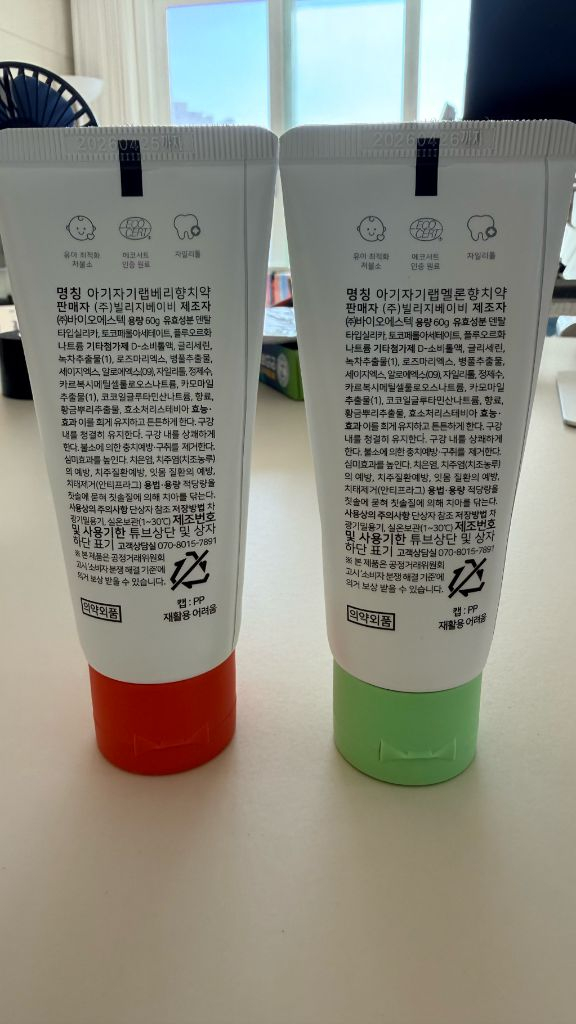 20260425까지
유아 최적화
저불소
ECO
CERT
에코서트
인증 원료
자일리톨
명칭 아기자기랩베리향치약
판매자 (주)빌리지베이비 제조자
㈜바이오에스텍 용량 60g 유효성분 덴탈
타입실리카, 토코페롤아세테이트, 플루오르화
나트륨 기타첨가제 D-소비톨액, 글리세린,
녹차추출물(1), 로즈마리엑스, 병풀추출물,
세이지엑스, 알로에엑스(09), 자일리톨, 정제수,
카르복시메틸셀룰로오스나트륨, 카모마일
추출물(1), 코코일글루타민산나트륨, 향료,
황금뿌리추출물, 효소처리스테비아 효능·
효과 이를 희게 유지하고 튼튼하게 한다. 구강
내를 청결히 유지한다. 구강 내를 상쾌하게
한다. 불소에 의한 충치예방·구취를 제거한다.
심미효과를 높인다. 치은염, 치주염(치조농루)
의 예방, 치주질환예방, 잇몸 질환의 예방,
치태제거(안티프라그) 용법·용량 적당량을
칫솔에 묻혀 칫솔질에 의해 치아를 닦는다.
사용상의 주의사항 단상자 참조 저장방법 차
광기밀용기, 실온보관(1~30℃) 제조번호
및 사용기한 튜브상단 및 상자
하단 표기 고객상담실 070-8015-7891
※ 본 제품은 공정거래위원회
고시 '소비자 분쟁 해결 기준'에
의거 보상 받을 수 있습니다.
캡 : PP
재활용 어려움
의약외품
까지
유아 최적화
저불소
ECO
CERT
에코서트
인증 원료
자일리톨
명칭 아기자기랩멜론향치약
판매자 (주)빌리지베이비 제조자
㈜바이오에스텍 용량 60g 유효성분 덴탈
타입실리카, 토코페롤아세테이트, 플루오르화
나트륨 기타첨가제 D-소비톨액, 글리세린,
녹차추출물(1), 로즈마리엑스, 병풀추출물,
세이지엑스, 알로에엑스(09), 자일리톨, 정제수,
카르복시메틸셀룰로오스나트륨, 카모마일
추출물(1), 코코일글루타민산나트륨, 향료,
황금뿌리추출물, 효소처리스테비아 효능·
효과 이를 희게 유지하고 튼튼하게 한다. 구강
내를 청결히 유지한다. 구강 내를 상쾌하게
한다. 불소에 의한 충치예방·구취를 제거한다.
심미효과를 높인다. 치은염, 치주염(치조농루)
의 예방, 치주질환예방, 잇몸 질환의 예방,
치태제거(안티프라그) 용법·용량 적당량을
칫솔에 묻혀 칫솔질에 의해 치아를 닦는다.
사용상의 주의사항 단상자 참조 저장방법 차
광기밀용기, 실온보관(1~30℃) 제조번호
및 사용기한 튜브상단 및 상자
하단 표기 고객상담실 070-8015-7891
※ 본 제품은 공정거래위원회
고시 '소비자 분쟁 해결 기준'에
의거 보상 받을 수 있습니다.
캡 : PP
재활용 어려움
의약외품